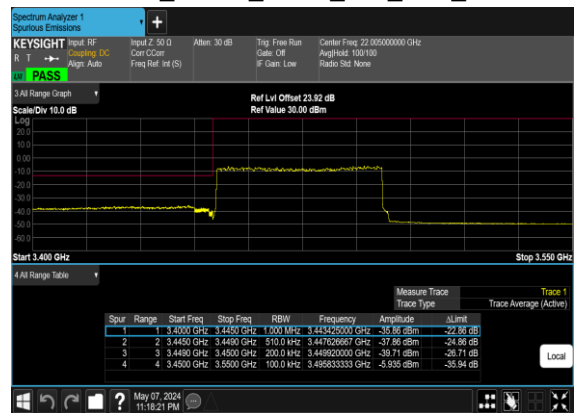 Spectrum Analyzer 1
Spurious Emissions
KEYSIGHT Input: RF Input Z: 50 Ω Atten: 30 dB Trig: Free Run Center Freq: 22.005000000 GHz
R T Coupling: DC Corr CCorr Gate: Off Avg|Hold: 100/100
Align: Auto Freq Ref: Int (S) IF Gain: Low Radio Std: None
PASS
3 All Range Graph
Ref Lvl Offset 23.92 dB
Scale/Div 10.0 dB Ref Value 30.00 dBm
Log
20.0
10.0
0.00
-10.0
-20.0
-30.0
-40.0
-50.0
-60.0
Start 3.400 GHz Stop 3.550 GHz
4 All Range Table
Measure Trace Trace 1
Trace Type Trace Average (Active)
Spur Range Start Freq Stop Freq RBW Frequency Amplitude ΔLimit
1 1 3.4000 GHz 3.4450 GHz 1.000 MHz 3.443425000 GHz -35.86 dBm -22.86 dB
2 2 3.4450 GHz 3.4490 GHz 510.0 kHz 3.447626667 GHz -37.86 dBm -24.86 dB
3 3 3.4490 GHz 3.4500 GHz 200.0 kHz 3.449920000 GHz -39.71 dBm -26.71 dB
4 4 3.4500 GHz 3.5500 GHz 100.0 kHz 3.495833333 GHz -5.935 dBm -35.94 dB
Local
May 07, 2024
11:18:21 PM